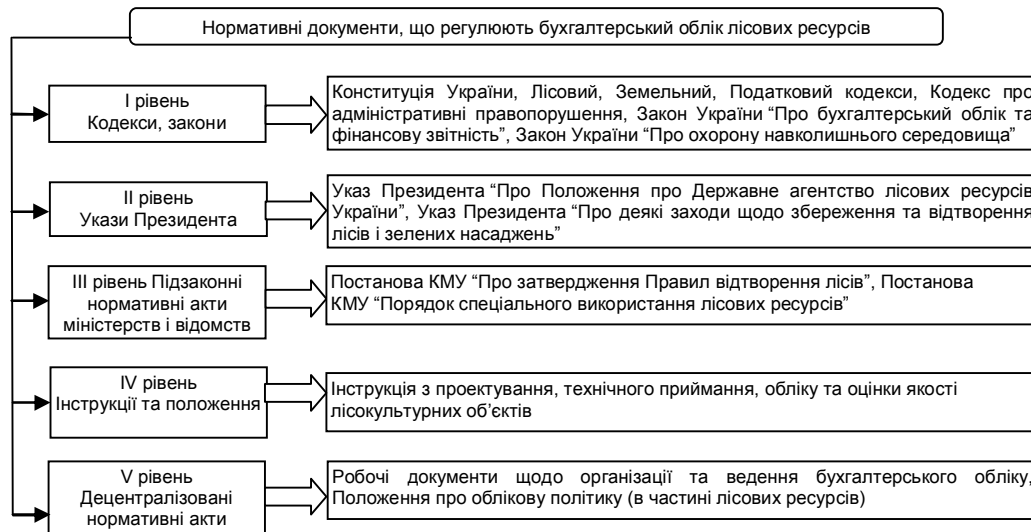 Нормативні документи, що регулюють бухгалтерський облік лісових ресурсів
І рівень
Кодекси, закони
Конституція України, Лісовий, Земельний, Податковий кодекси, Кодекс про
адміністративні правопорушення, Закон України “Про бухгалтерський облік та
фінансову звітність”, Закон України “Про охорону навколишнього середовища”
ІІ рівень
Укази Президента
Указ Президента “Про Положення про Державне агентство лісових ресурсів
України”, Указ Президента “Про деякі заходи щодо збереження та відтворення
лісів і зелених насаджень”
ІІІ рівень Підзаконні
нормативні акти
міністерств і відомств
Постанова КМУ “Про затвердження Правил відтворення лісів”, Постанова
КМУ “Порядок спеціального використання лісових ресурсів”
IV рівень
Інструкції та положення
Інструкція з проектування, технічного приймання, обліку та оцінки якості
лісокультурних об’єктів
V рівень
Децентралізовані
нормативні акти
Робочі документи щодо організації та ведення бухгалтерського обліку,
Положення про облікову політику (в частині лісових ресурсів)